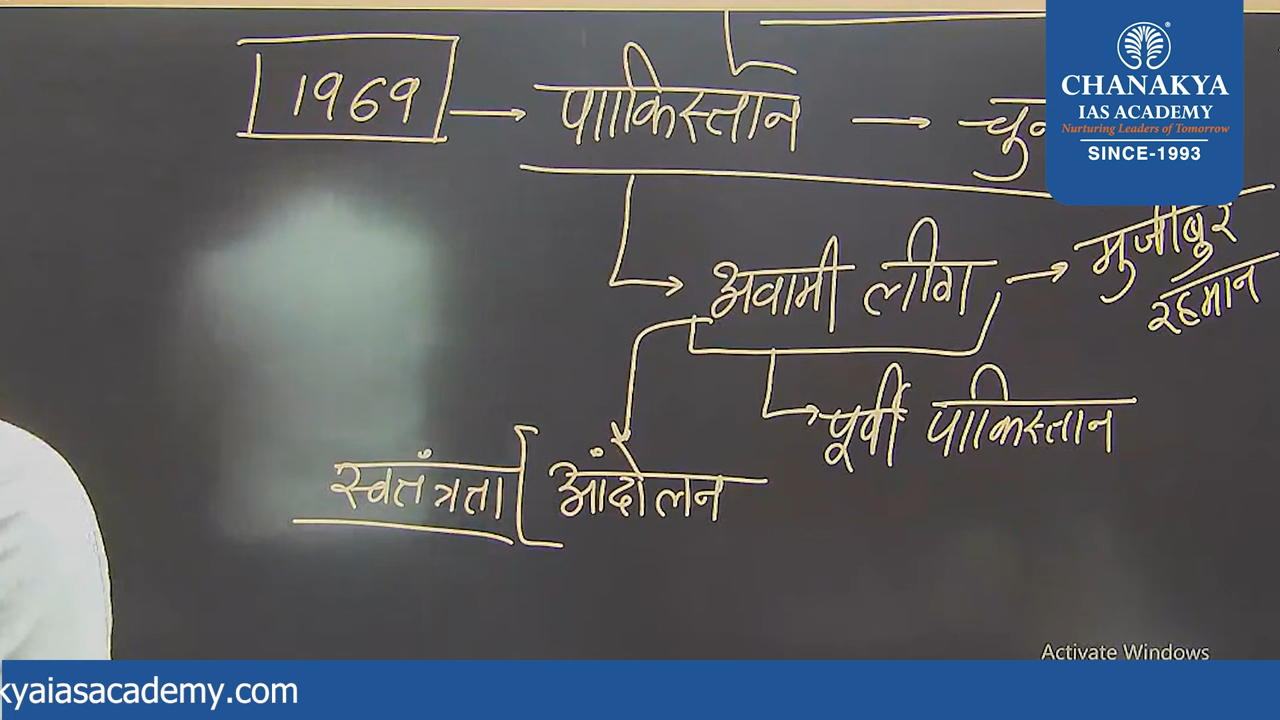 1969 → पाकिस्तान →
CHANAKYA
IAS ACADEMY
Nurturing Leaders of Tomorrow
SINCE-1993
अवामी लीग → मुजीबुर
रहमान
पूर्वी पाकिस्तान
स्वतंत्रता [ आंदोलन
Activate Windows
kyaiasacademy.com